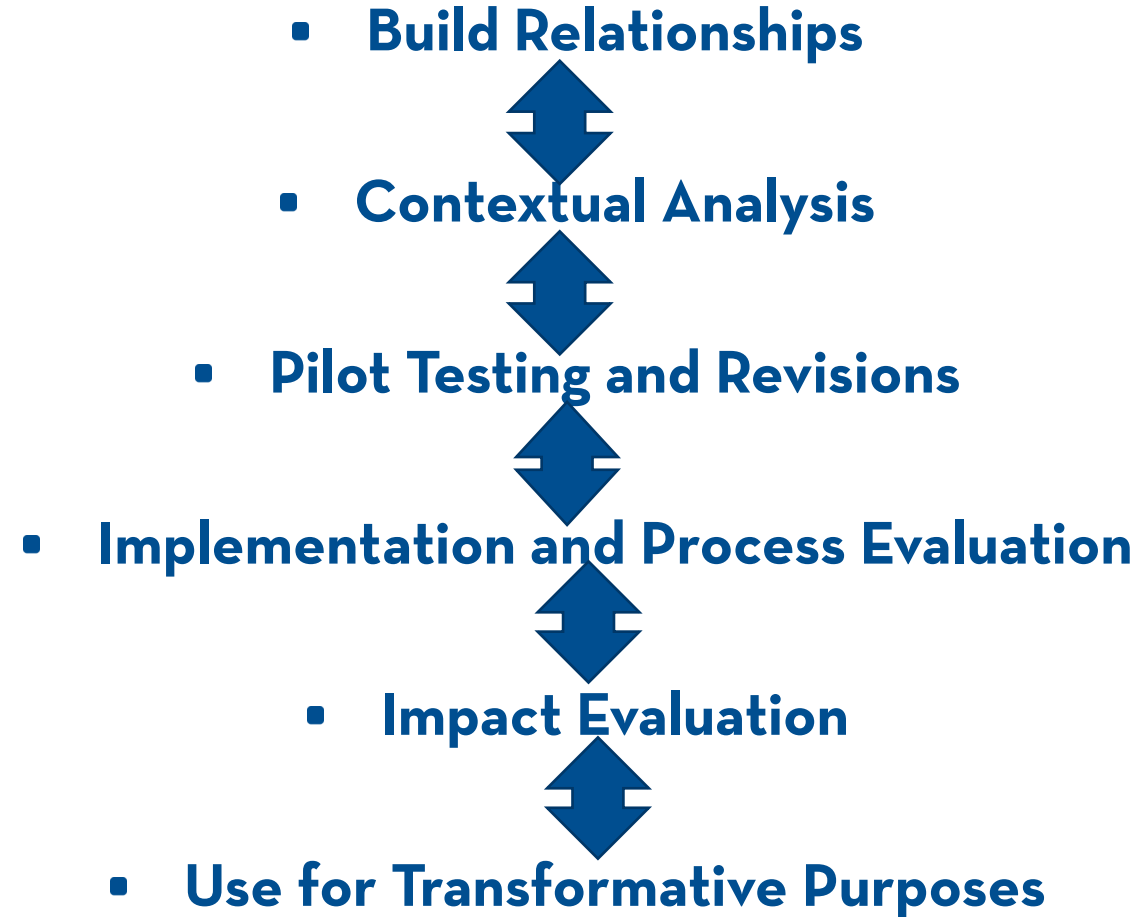 ▪ Build Relationships
▪ Contextual Analysis
▪ Pilot Testing and Revisions
▪ Implementation and Process Evaluation
▪ Impact Evaluation
▪ Use for Transformative Purposes